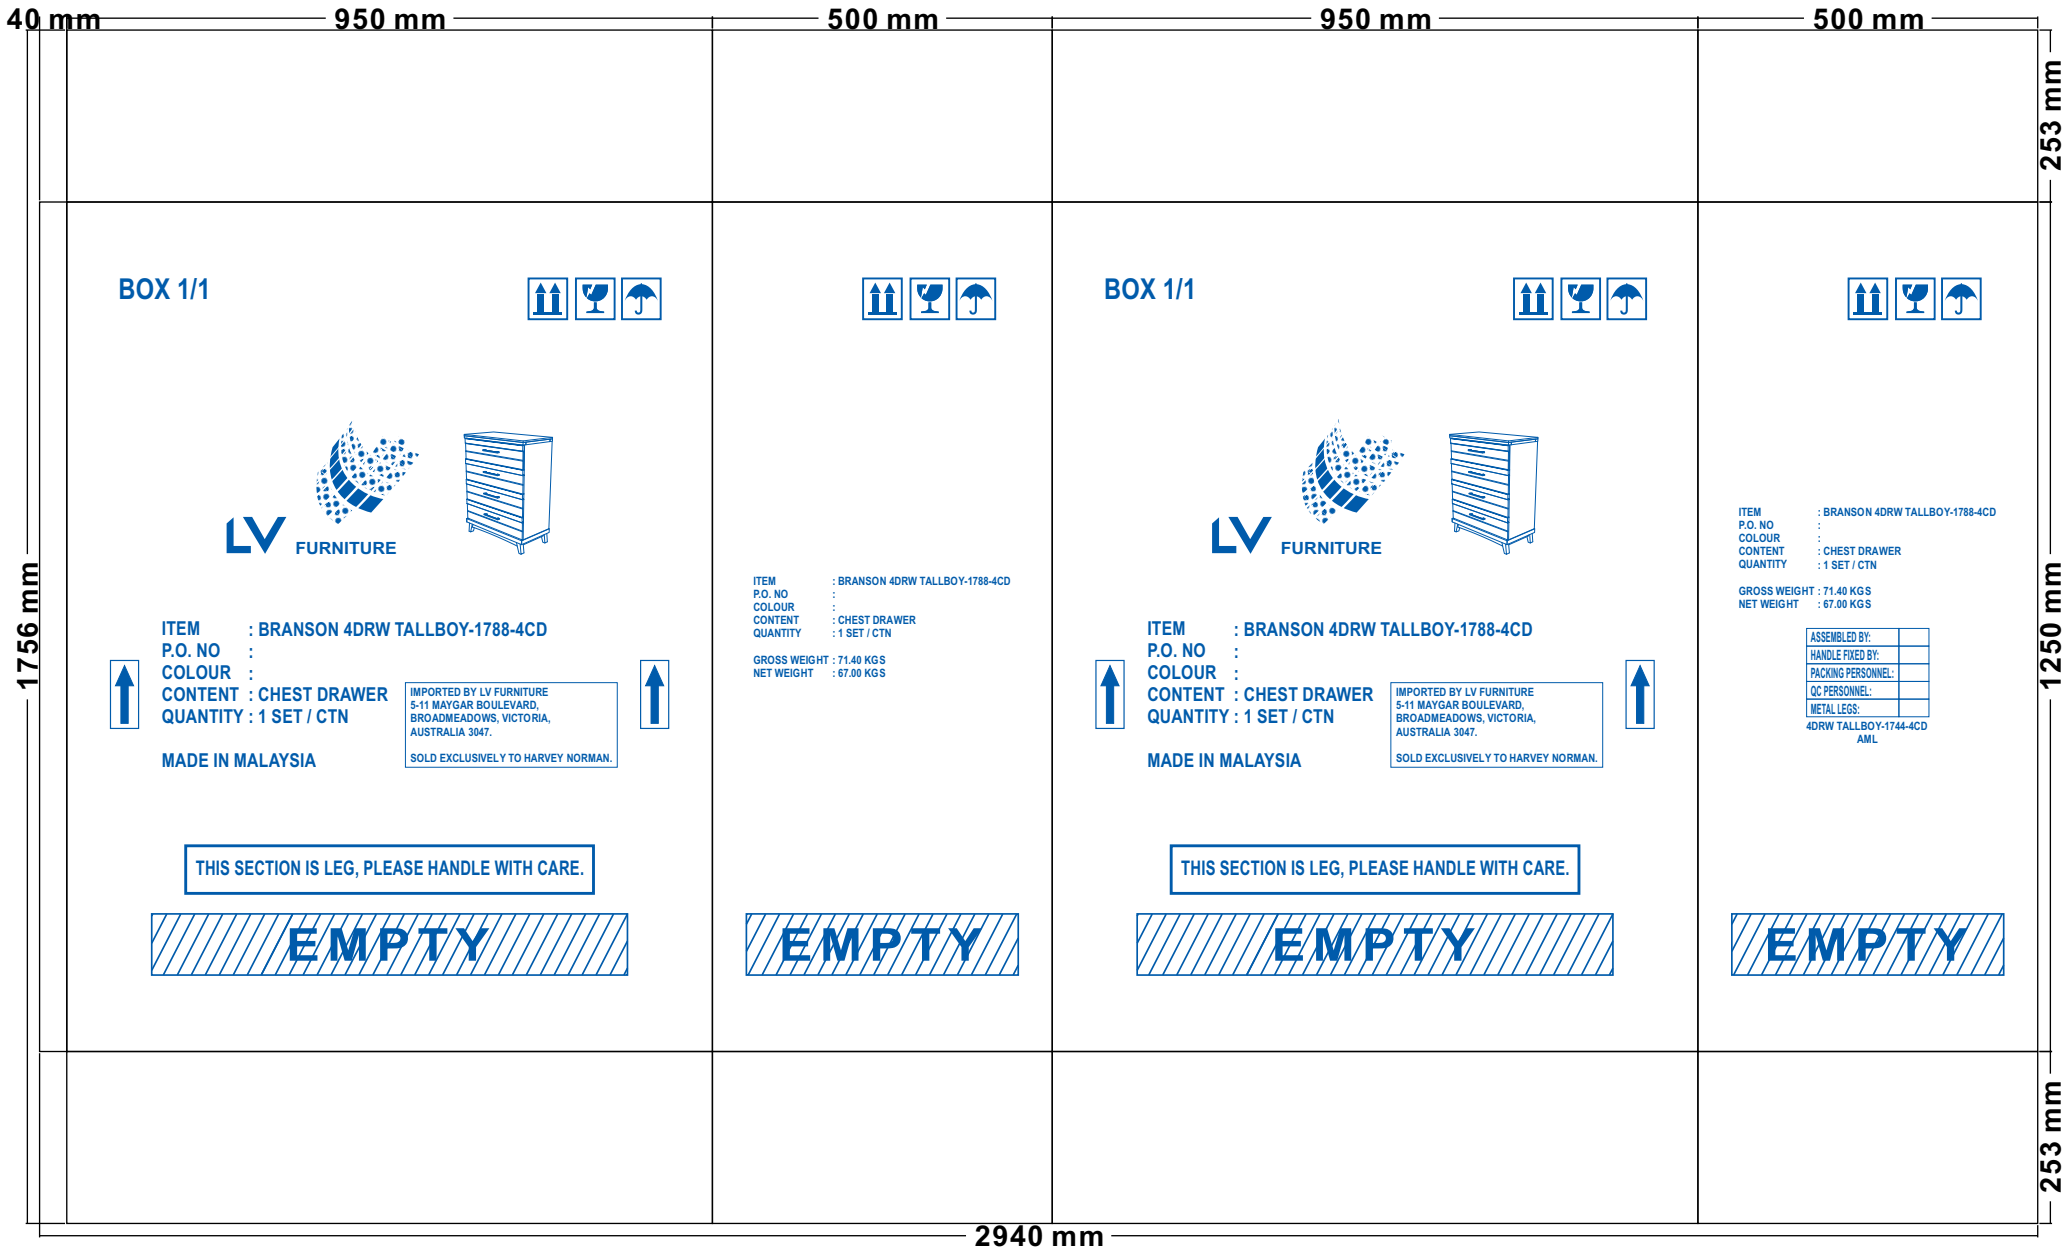 40 mm
950 mm
500 mm
950 mm
500 mm
253 mm
1756 mm
1250 mm
253 mm
2940 mm
BOX 1/1
LV FURNITURE
ITEM : BRANSON 4DRW TALLBOY-1788-4CD
P.O. NO :
COLOUR :
CONTENT : CHEST DRAWER
QUANTITY : 1 SET / CTN
MADE IN MALAYSIA
IMPORTED BY LV FURNITURE
5-11 MAYGAR BOULEVARD,
BROADMEADOWS, VICTORIA,
AUSTRALIA 3047.
SOLD EXCLUSIVELY TO HARVEY NORMAN.
THIS SECTION IS LEG, PLEASE HANDLE WITH CARE.
EMPTY
ITEM : BRANSON 4DRW TALLBOY-1788-4CD
P.O. NO :
COLOUR :
CONTENT : CHEST DRAWER
QUANTITY : 1 SET / CTN
GROSS WEIGHT : 71.40 KGS
NET WEIGHT : 67.00 KGS
EMPTY
BOX 1/1
LV FURNITURE
ITEM : BRANSON 4DRW TALLBOY-1788-4CD
P.O. NO :
COLOUR :
CONTENT : CHEST DRAWER
QUANTITY : 1 SET / CTN
MADE IN MALAYSIA
IMPORTED BY LV FURNITURE
5-11 MAYGAR BOULEVARD,
BROADMEADOWS, VICTORIA,
AUSTRALIA 3047.
SOLD EXCLUSIVELY TO HARVEY NORMAN.
THIS SECTION IS LEG, PLEASE HANDLE WITH CARE.
EMPTY
ITEM : BRANSON 4DRW TALLBOY-1788-4CD
P.O. NO :
COLOUR :
CONTENT : CHEST DRAWER
QUANTITY : 1 SET / CTN
GROSS WEIGHT : 71.40 KGS
NET WEIGHT : 67.00 KGS
ASSEMBLED BY:
HANDLE FIXED BY:
PACKING PERSONNEL:
QC PERSONNEL:
METAL LEGS:
4DRW TALLBOY-1744-4CD
AML
EMPTY